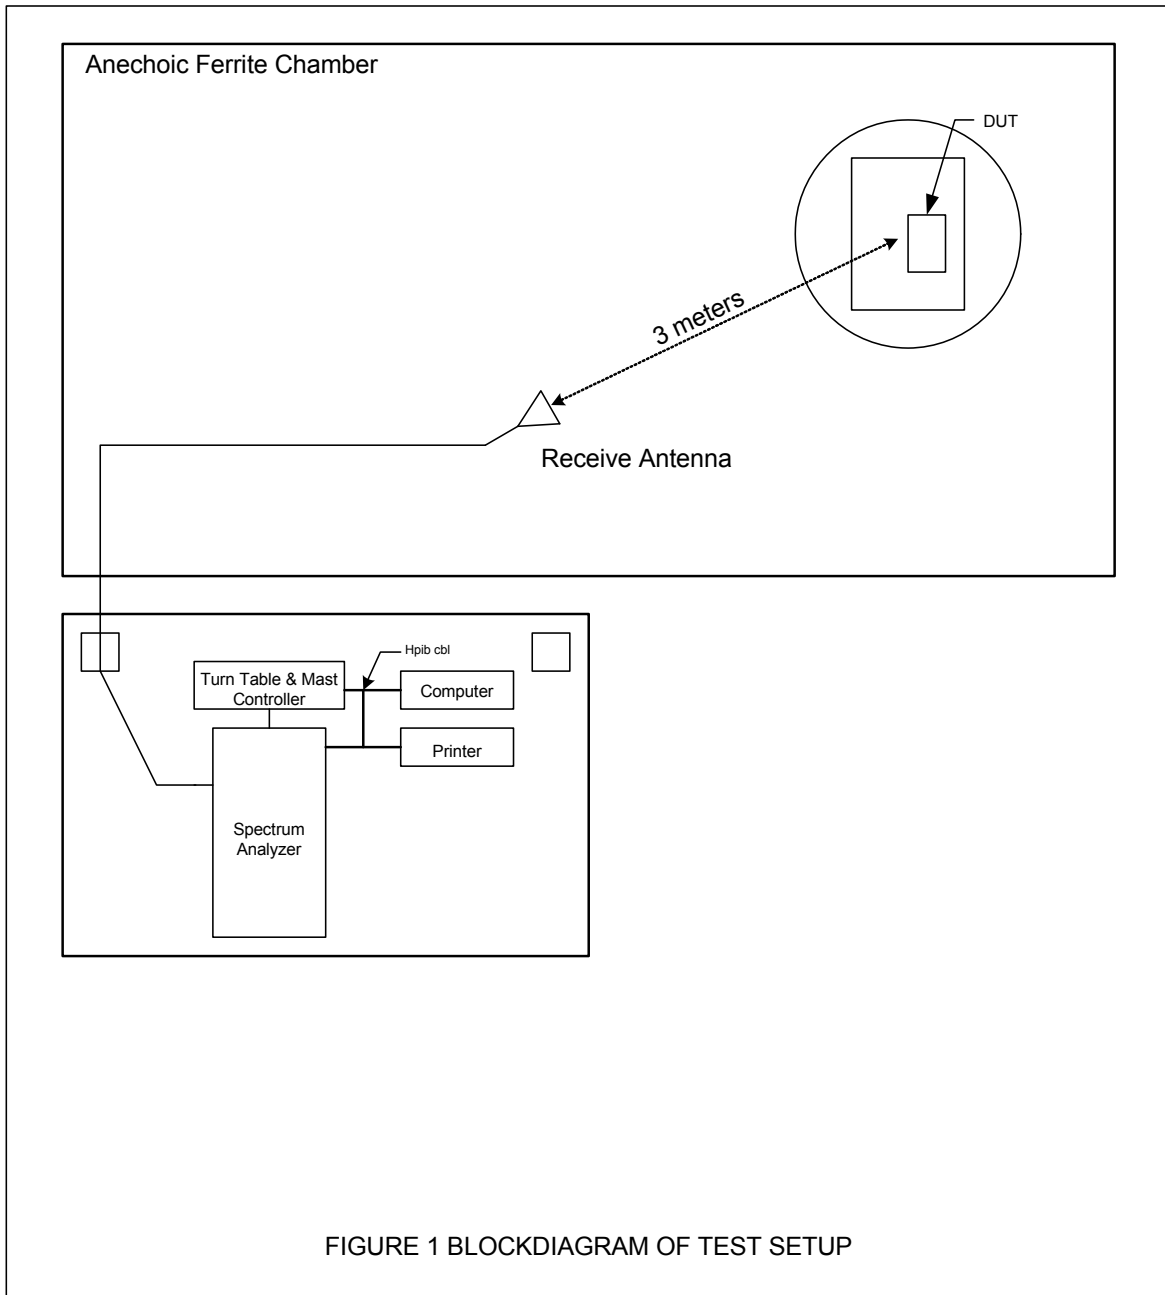 Anechoic Ferrite Chamber
DUT
3 meters
Receive Antenna
Hpib cbl
Turn Table & Mast
Controller
Computer
Printer
Spectrum
Analyzer
FIGURE 1 BLOCKDIAGRAM OF TEST SETUP